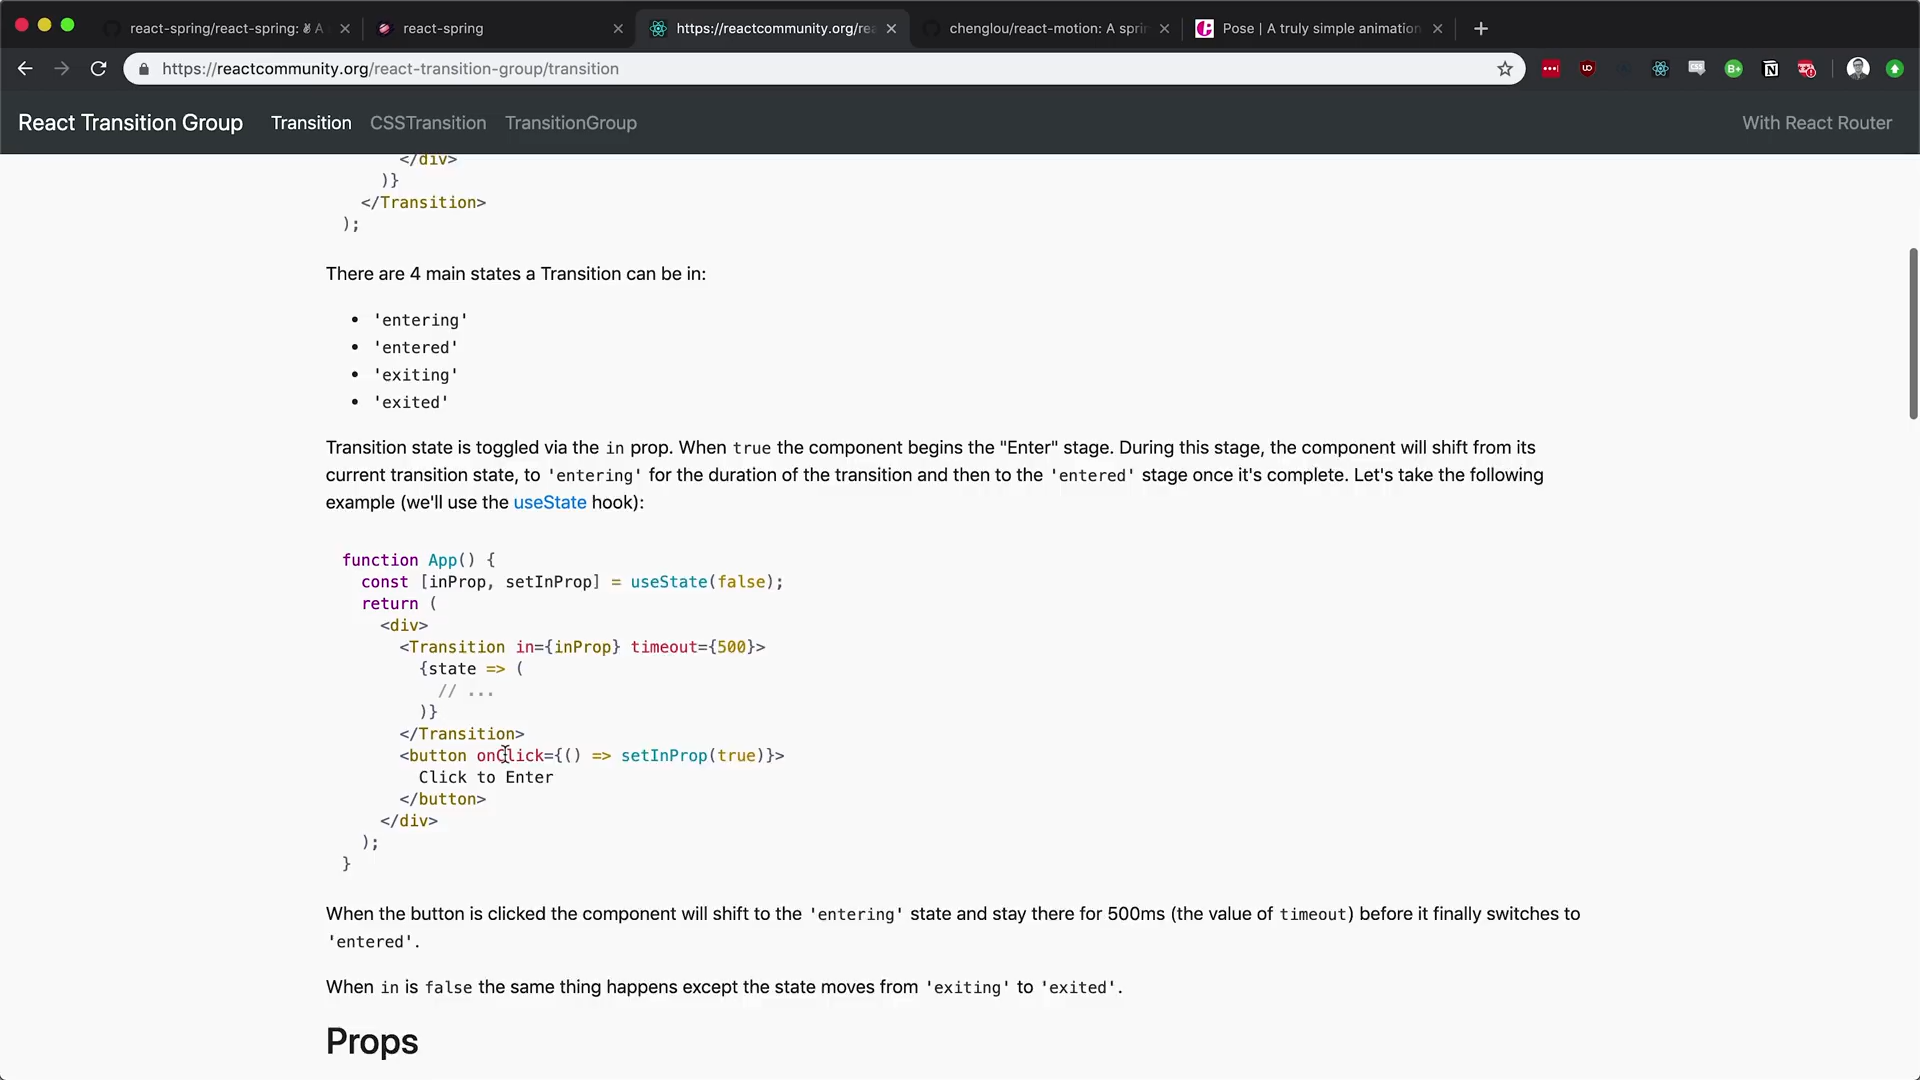 react-spring/react-spring: ✌️ A
react-spring
https://reactcommunity.org/rea
chenglou/react-motion: A sprin
Pose | A truly simple animation
https://reactcommunity.org/react-transition-group/transition
React Transition Group
Transition
CSSTransition
TransitionGroup
With React Router
</div>
)}
</Transition>
);
There are 4 main states a Transition can be in:
• 'entering'
• 'entered'
• 'exiting'
• 'exited'
Transition state is toggled via the in prop. When true the component begins the "Enter" stage. During this stage, the component will shift from its
current transition state, to 'entering' for the duration of the transition and then to the 'entered' stage once it's complete. Let's take the following
example (we'll use the useState hook):
function App() {
const [inProp, setInProp] = useState(false);
return (
<div>
<Transition in={inProp} timeout={500}>
{state => (
// ...
)}
</Transition>
<button onClick={() => setInProp(true)}>
Click to Enter
</button>
</div>
);
}
When the button is clicked the component will shift to the 'entering' state and stay there for 500ms (the value of timeout) before it finally switches to
'entered'.
When in is false the same thing happens except the state moves from 'exiting' to 'exited'.
Props